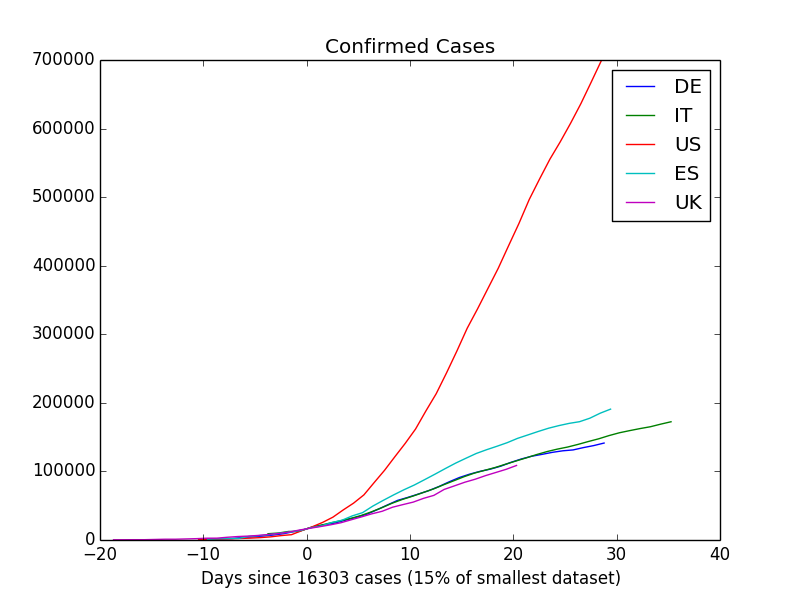 Confirmed Cases
700000
600000
500000
400000
300000
200000
100000
0
−20 −10 0 10 20 30 40
Days since 16303 cases (15% of smallest dataset)
DE
IT
US
ES
UK